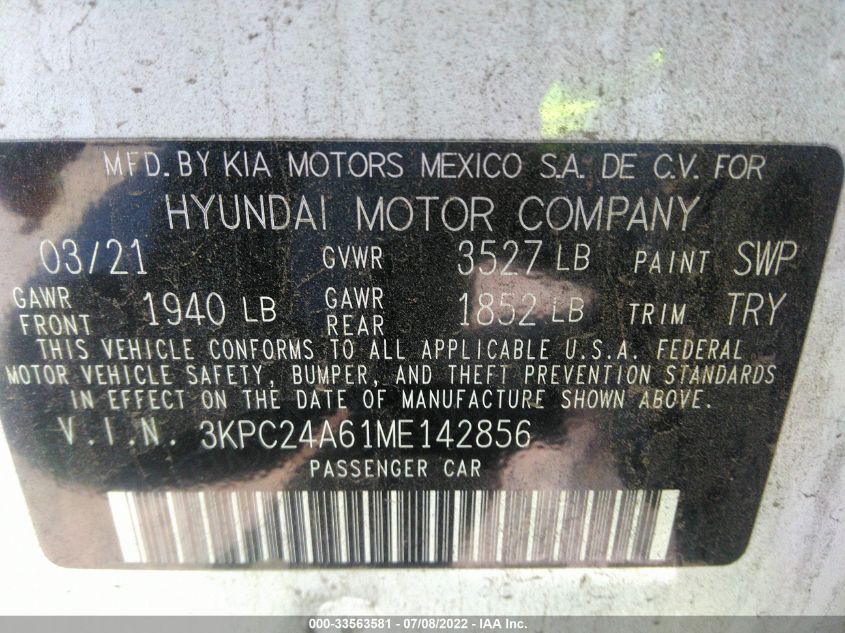 MFD. BY KIA MOTORS MEXICO S.A. DE C.V. FOR
HYUNDAI MOTOR COMPANY
03/21 GVWR 3527 LB PAINT SWP
GAWR FRONT 1940 LB GAWR REAR 1852 LB TRIM TRY
THIS VEHICLE CONFORMS TO ALL APPLICABLE U.S.A. FEDERAL
MOTOR VEHICLE SAFETY, BUMPER, AND THEFT PREVENTION STANDARDS
IN EFFECT ON THE DATE OF MANUFACTURE SHOWN ABOVE.
V.I.N. 3KPC24A61ME142856
PASSENGER CAR
000-33563581 - 07/08/2022 - IAA Inc.